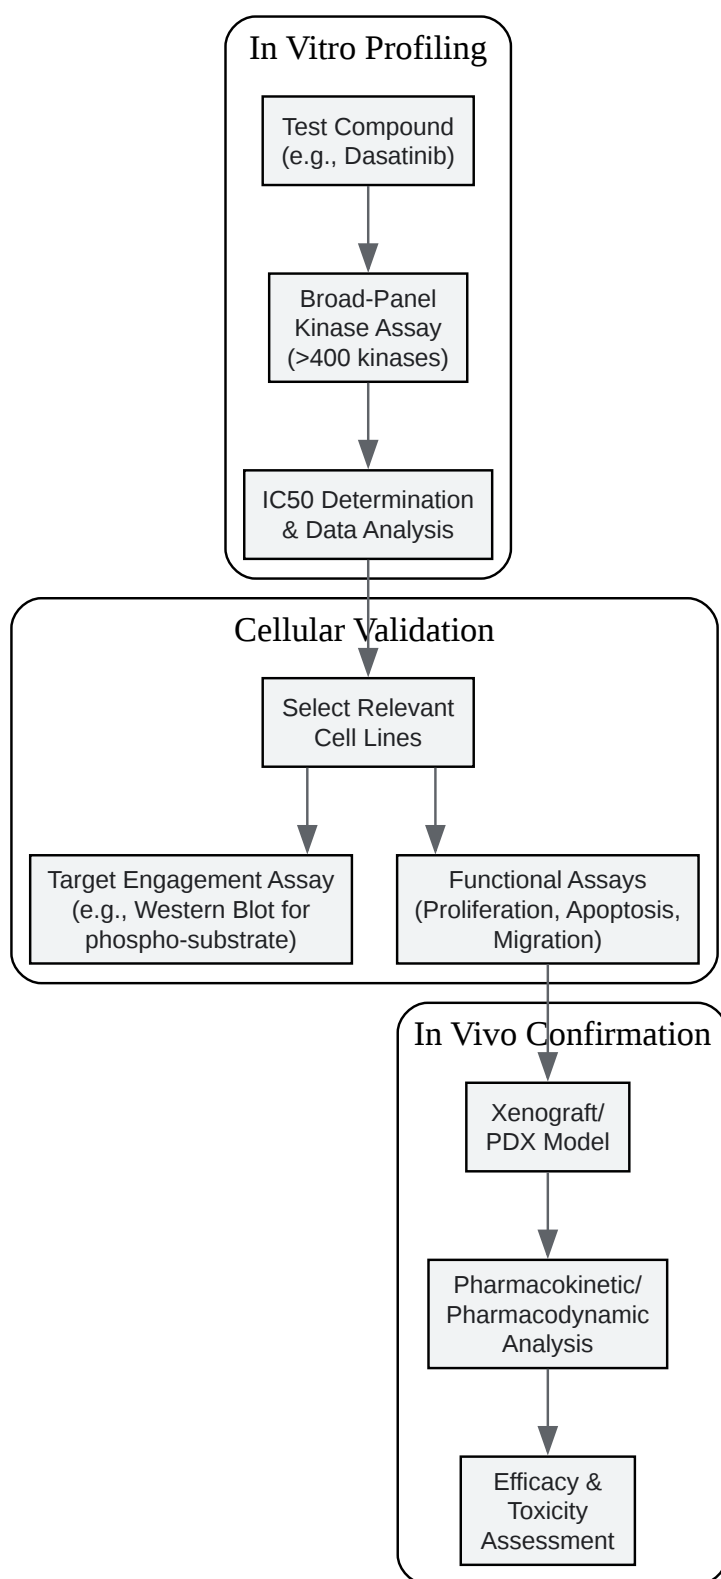 In Vitro Profiling
Test Compound
(e.g., Dasatinib)
Broad-Panel
Kinase Assay
(>400 kinases)
IC50 Determination
& Data Analysis
Cellular Validation
Select Relevant
Cell Lines
Target Engagement Assay
(e.g., Western Blot for
phospho-substrate)
Functional Assays
(Proliferation, Apoptosis,
Migration)
In Vivo Confirmation
Xenograft/
PDX Model
Pharmacokinetic/
Pharmacodynamic
Analysis
Efficacy &
Toxicity
Assessment